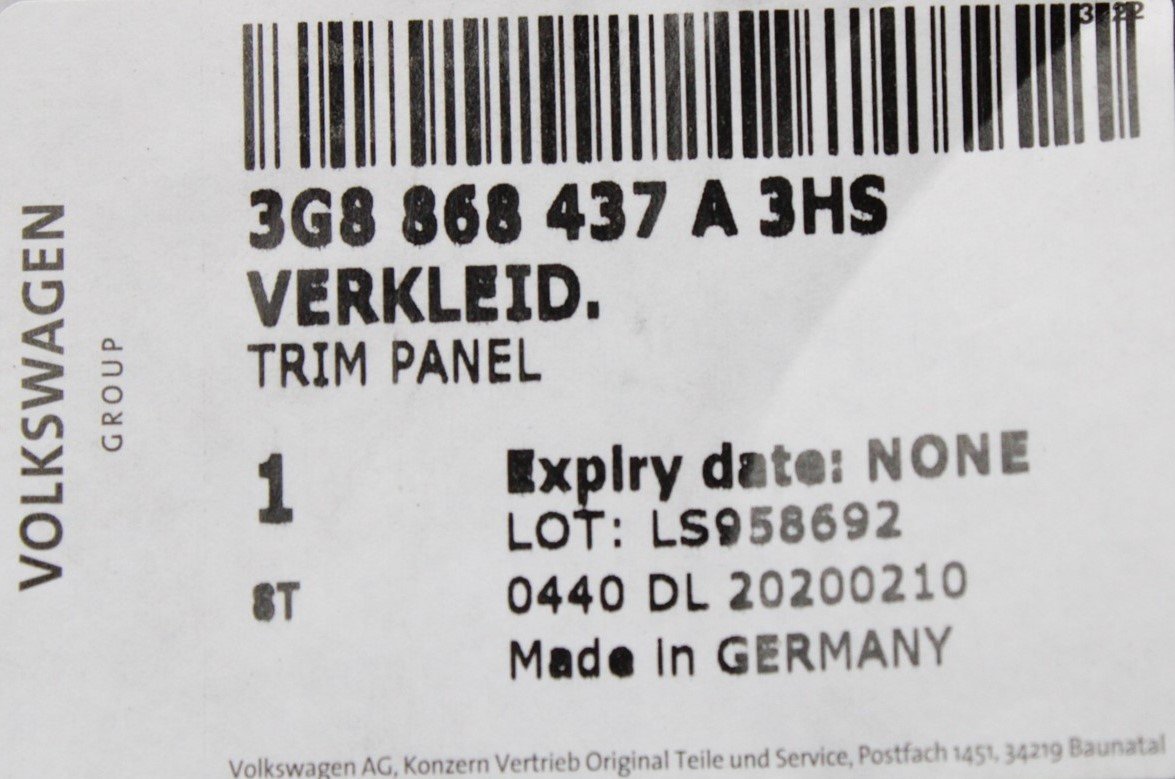 3722
3G8 868 437 A 3HS
VERKLEID.
TRIM PANEL
1
ST
Expiry date: NONE
LOT: LS958692
0440 DL 20200210
Made in GERMANY
VOLKSWAGEN
GROUP
Volkswagen AG, Konzern Vertrieb Original Teile und Service, Postfach 1451, 34219 Baunatal